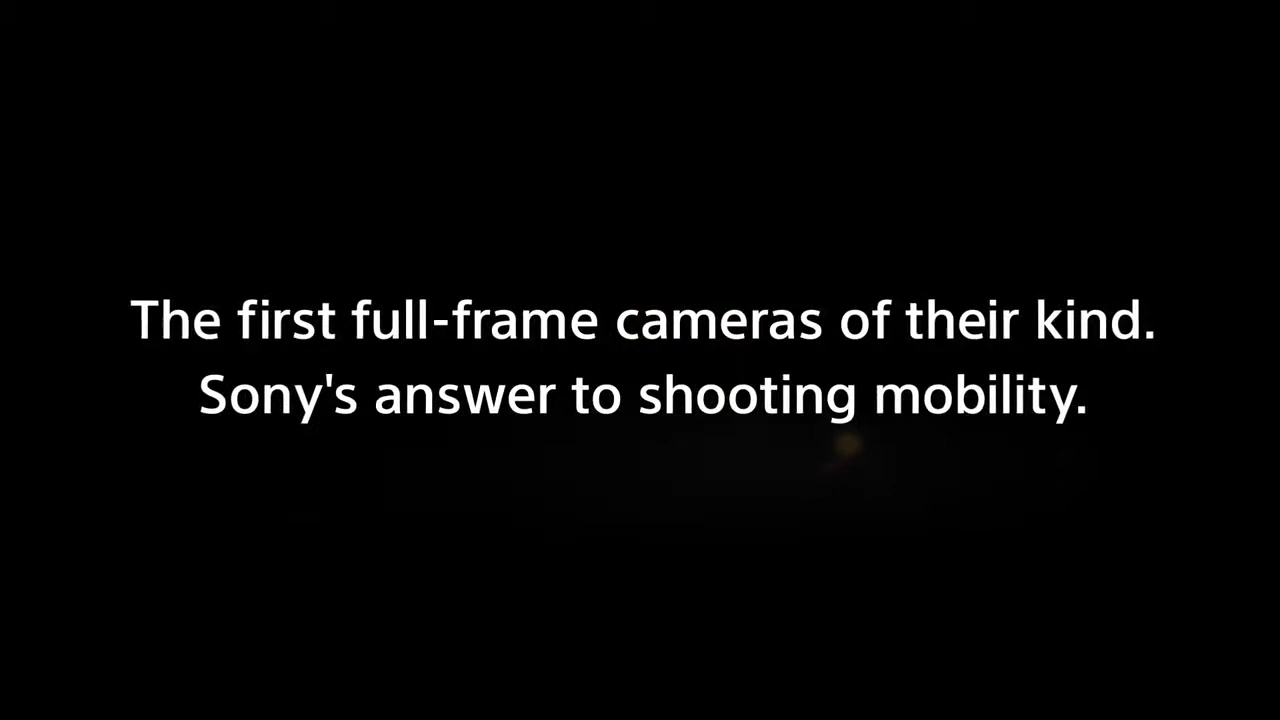 The first full-frame cameras of their kind.
Sony's answer to shooting mobility.